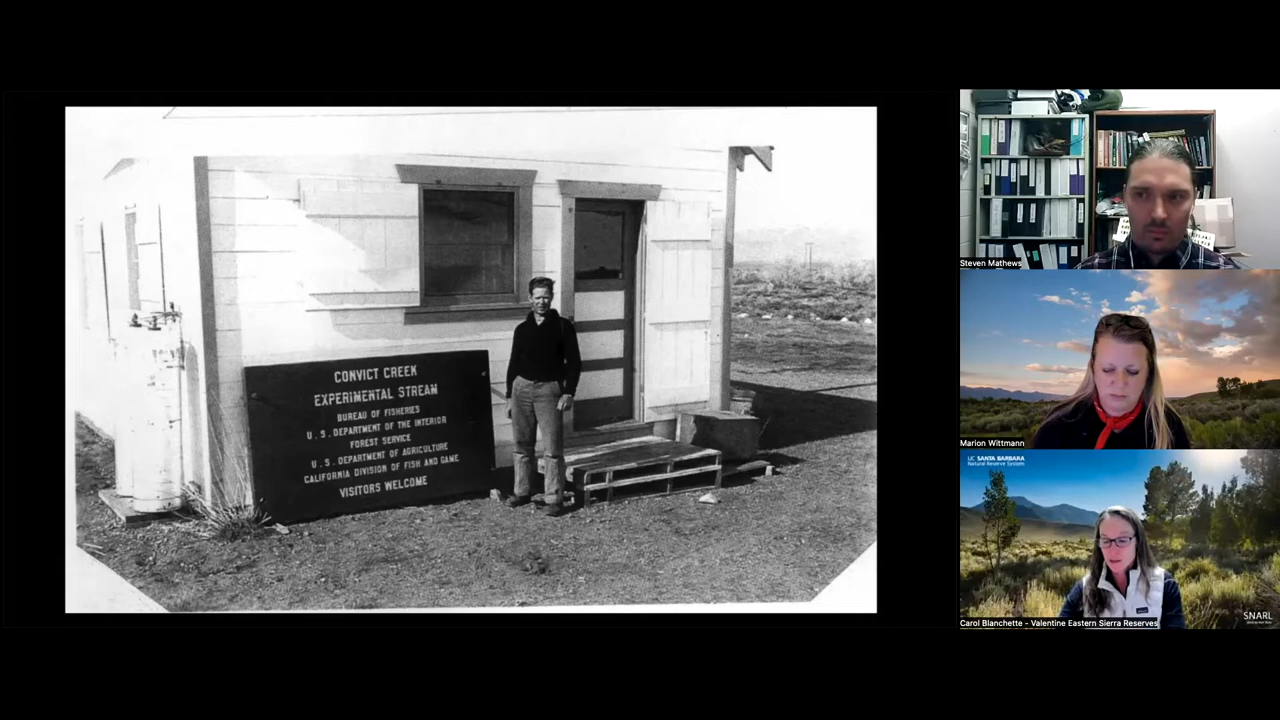 CONVICT CREEK
EXPERIMENTAL STREAM
BUREAU OF FISHERIES
U. S. DEPARTMENT OF THE INTERIOR
FOREST SERVICE
U. S. DEPARTMENT OF AGRICULTURE
CALIFORNIA DIVISION OF FISH AND GAME
VISITORS WELCOME
Steven Mathews
Marion Wittmann
UC SANTA BARBARA
Natural Reserve System
SNARL
Carol Blanchette - Valentine Eastern Sierra Reserves